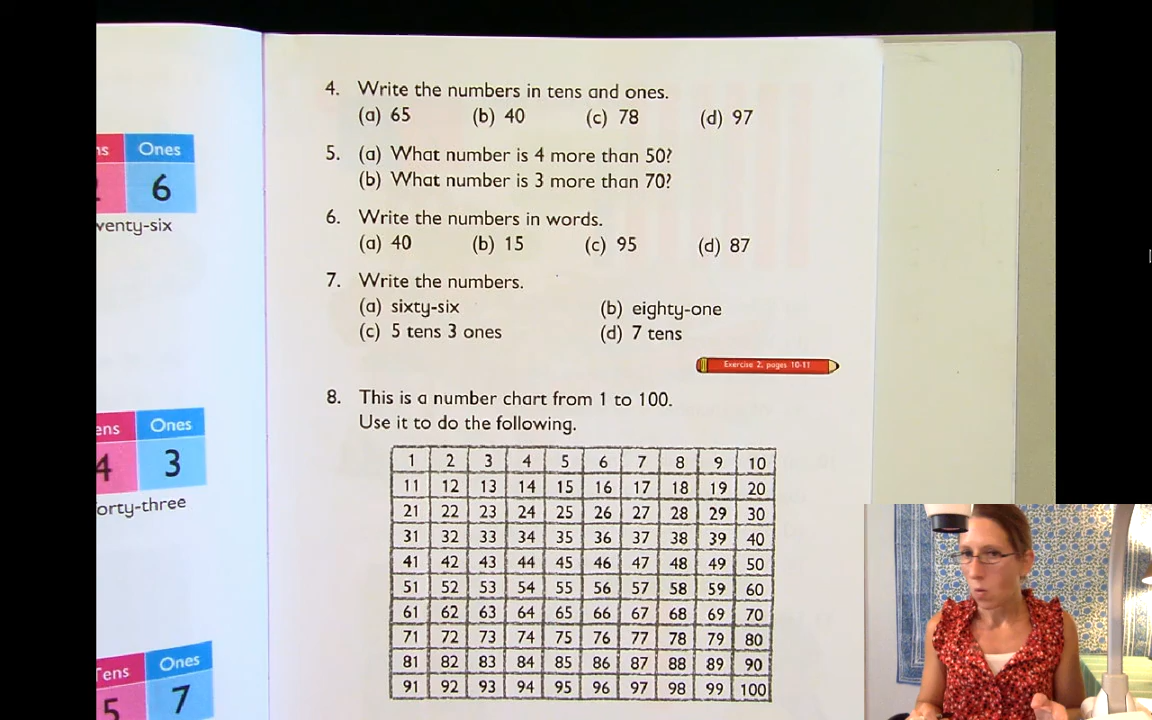 ns Ones
6
venty-six
ens Ones
4 3
orty-three
Tens Ones
5 7
4. Write the numbers in tens and ones.
(a) 65 (b) 40 (c) 78 (d) 97
5. (a) What number is 4 more than 50?
(b) What number is 3 more than 70?
6. Write the numbers in words.
(a) 40 (b) 15 (c) 95 (d) 87
7. Write the numbers.
(a) sixty-six (b) eighty-one
(c) 5 tens 3 ones (d) 7 tens
Exercise 2, pages 10-11
8. This is a number chart from 1 to 100.
Use it to do the following.
1 2 3 4 5 6 7 8 9 10
11 12 13 14 15 16 17 18 19 20
21 22 23 24 25 26 27 28 29 30
31 32 33 34 35 36 37 38 39 40
41 42 43 44 45 46 47 48 49 50
51 52 53 54 55 56 57 58 59 60
61 62 63 64 65 66 67 68 69 70
71 72 73 74 75 76 77 78 79 80
81 82 83 84 85 86 87 88 89 90
91 92 93 94 95 96 97 98 99 100